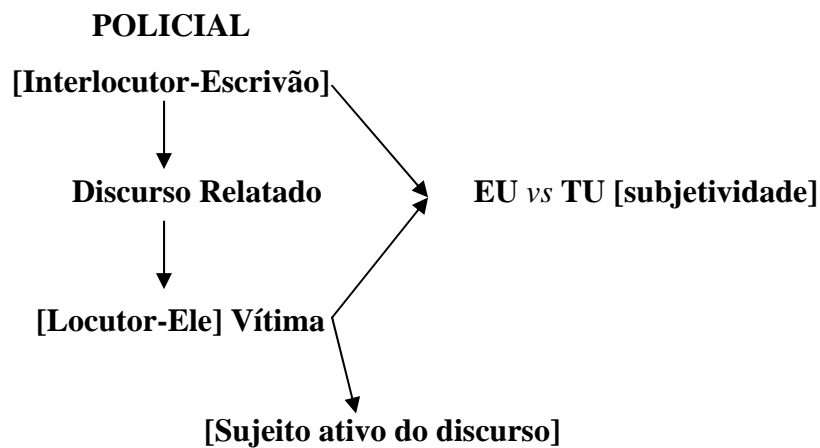 POLICIAL
[Interlocutor-Escrivão]
Discurso Relatado
EU vs TU [subjetividade]
[Locutor-Ele] Vítima
[Sujeito ativo do discurso]